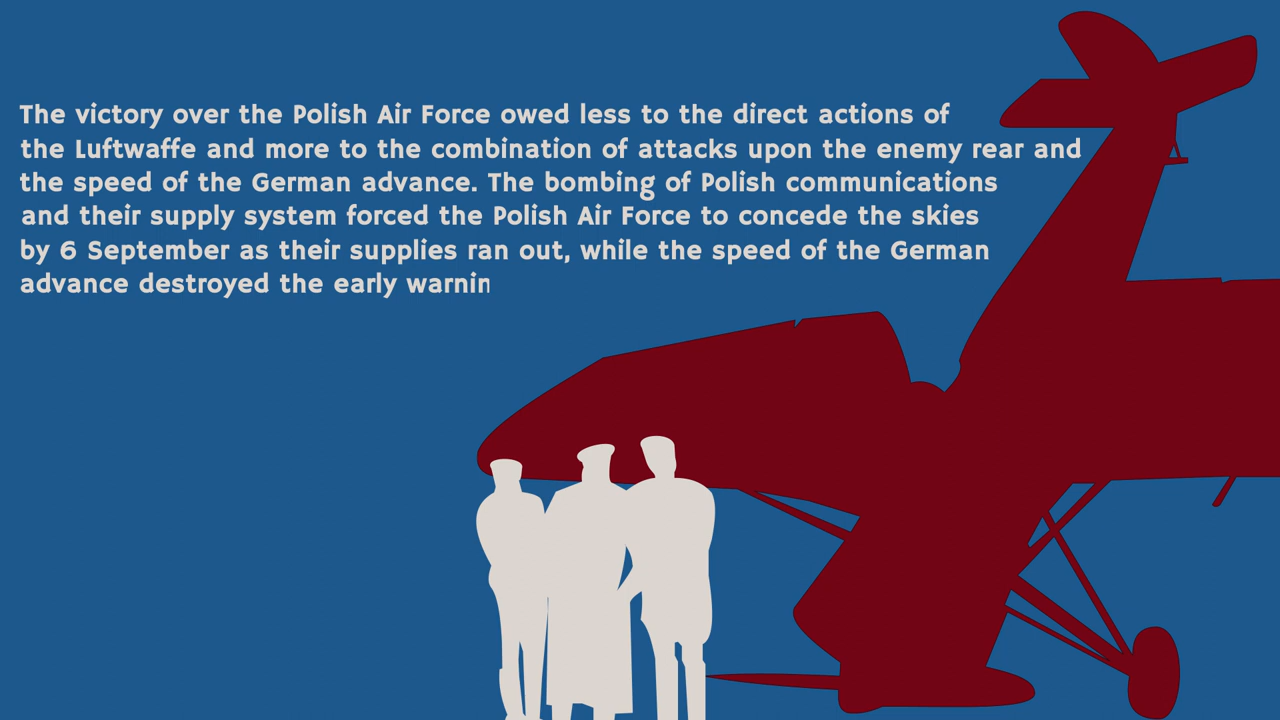 The victory over the Polish Air Force owed less to the direct actions of
the Luftwaffe and more to the combination of attacks upon the enemy rear and
the speed of the German advance. The bombing of Polish communications
and their supply system forced the Polish Air Force to concede the skies
by 6 September as their supplies ran out, while the speed of the German
advance destroyed the early warnin